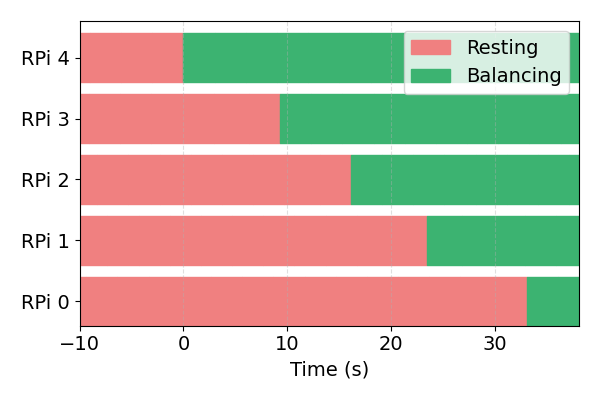 RPi 4
Resting
Balancing
RPi 3
RPi 2
RPi 1
RPi 0
−10 0 10 20 30
Time (s)